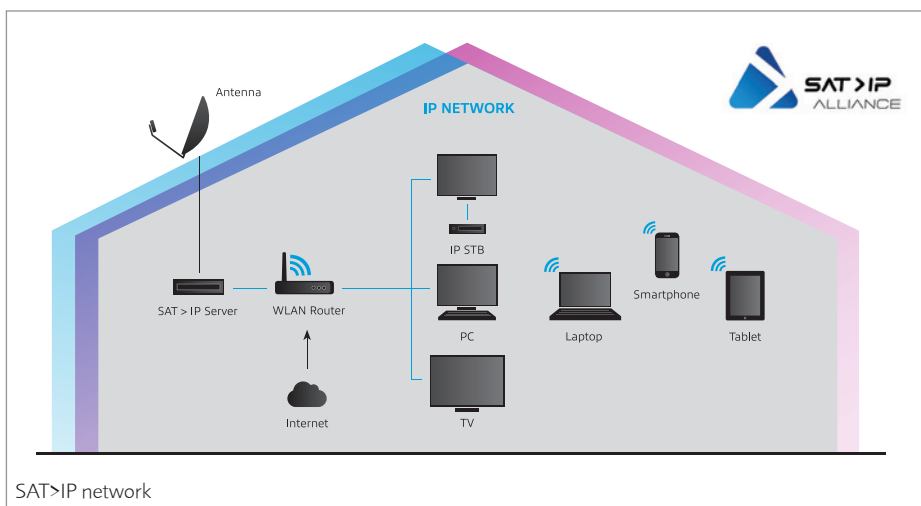 SAT>IP
ALLIANCE
Antenna
IP NETWORK
IP STB
SAT > IP Server
WLAN Router
Smartphone
PC
Laptop
Tablet
Internet
TV
SAT>IP network